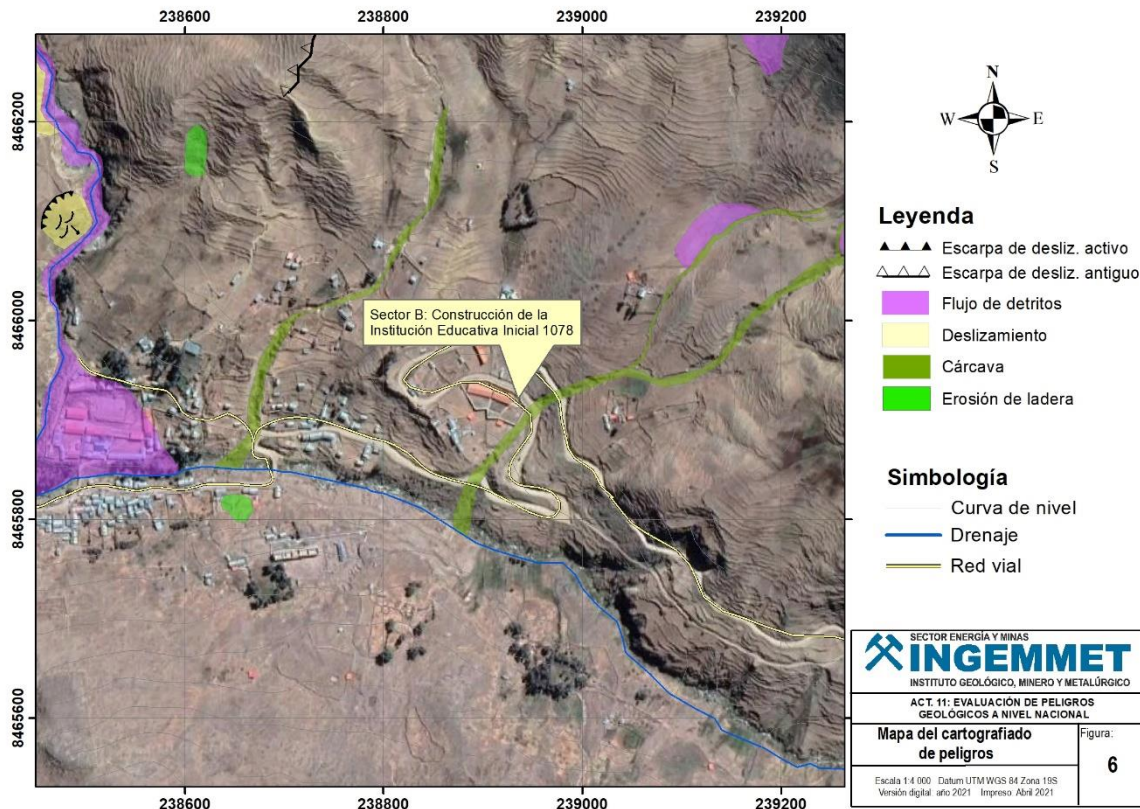 238600
238800
239000
239200
8466200
8466000
8465800
8465600
Sector B: Construcción de la
Institución Educativa Inicial 1078
N
W
E
S
Leyenda
Escarpa de desliz. activo
Escarpa de desliz. antiguo
Flujo de detritos
Deslizamiento
Cárcava
Erosión de ladera
Simbología
Curva de nivel
Drenaje
Red vial
SECTOR ENERGÍA Y MINAS
INGEMMET
INSTITUTO GEOLÓGICO, MINERO Y METALÚRGICO
ACT. 11: EVALUACIÓN DE PELIGROS
GEOLÓGICOS A NIVEL NACIONAL
Mapa del cartografiado
de peligros
Figura:
6
Escala 1:4 000 Datum UTM WGS 84 Zona 19S
Versión digital: año 2021 Impreso Abril 2021
238600
238800
239000
239200